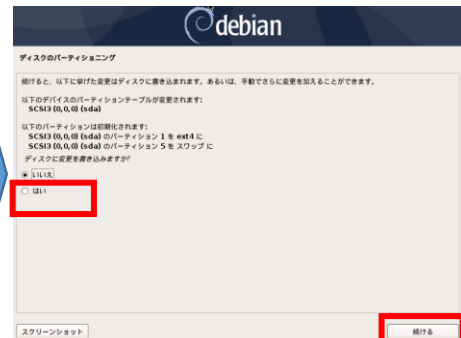 debian
ディスクのパーティショニング
続けると、以下に挙げた変更はディスクに書き込まれます。あるいは、手動でさらに変更を加えることができます。
以下のデバイスのパーティションテーブルが変更されます:
SCSI3 (0,0,0) (sda)
以下のパーティションは初期化されます:
SCSI3 (0,0,0) (sda) のパーティション 1 を ext4 に
SCSI3 (0,0,0) (sda) のパーティション 5 を スワップ に
ディスクに変更を書き込みますか?
いいえ
はい
スクリーンショット
続ける